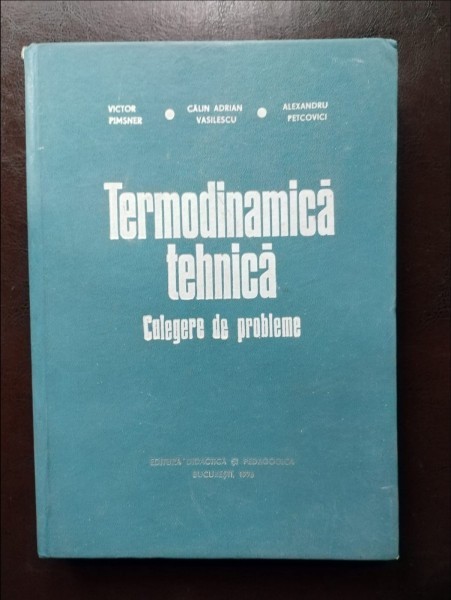 VICTOR PIMSNER
CĂLIN ADRIAN VASILESCU
ALEXANDRU PETCOVICI
Termodinamică
tehnică
Culegere de probleme
EDITURA DIDACTICĂ ȘI PEDAGOGICĂ
BUCUREȘTI,